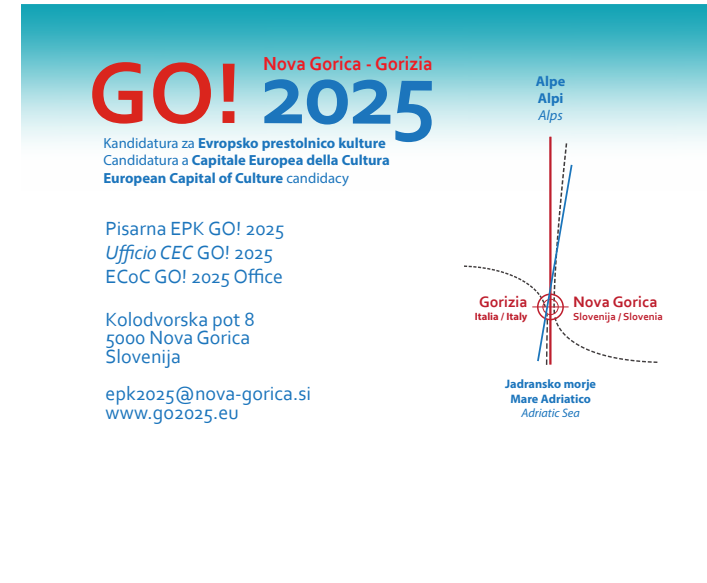 Nova Gorica - Gorizia
GO! 2025
Kandidatura za Evropsko prestolnico kulture
Candidatura a Capitale Europea della Cultura
European Capital of Culture candidacy
Pisarna EPK GO! 2025
Ufficio CEC GO! 2025
ECoC GO! 2025 Office
Kolodvorska pot 8
5000 Nova Gorica
Slovenija
epk2025@nova-gorica.si
www.go2025.eu
Alpe
Alpi
Alps
Gorizia
Italia / Italy
Nova Gorica
Slovenija / Slovenia
Jadransko morje
Mare Adriatico
Adriatic Sea